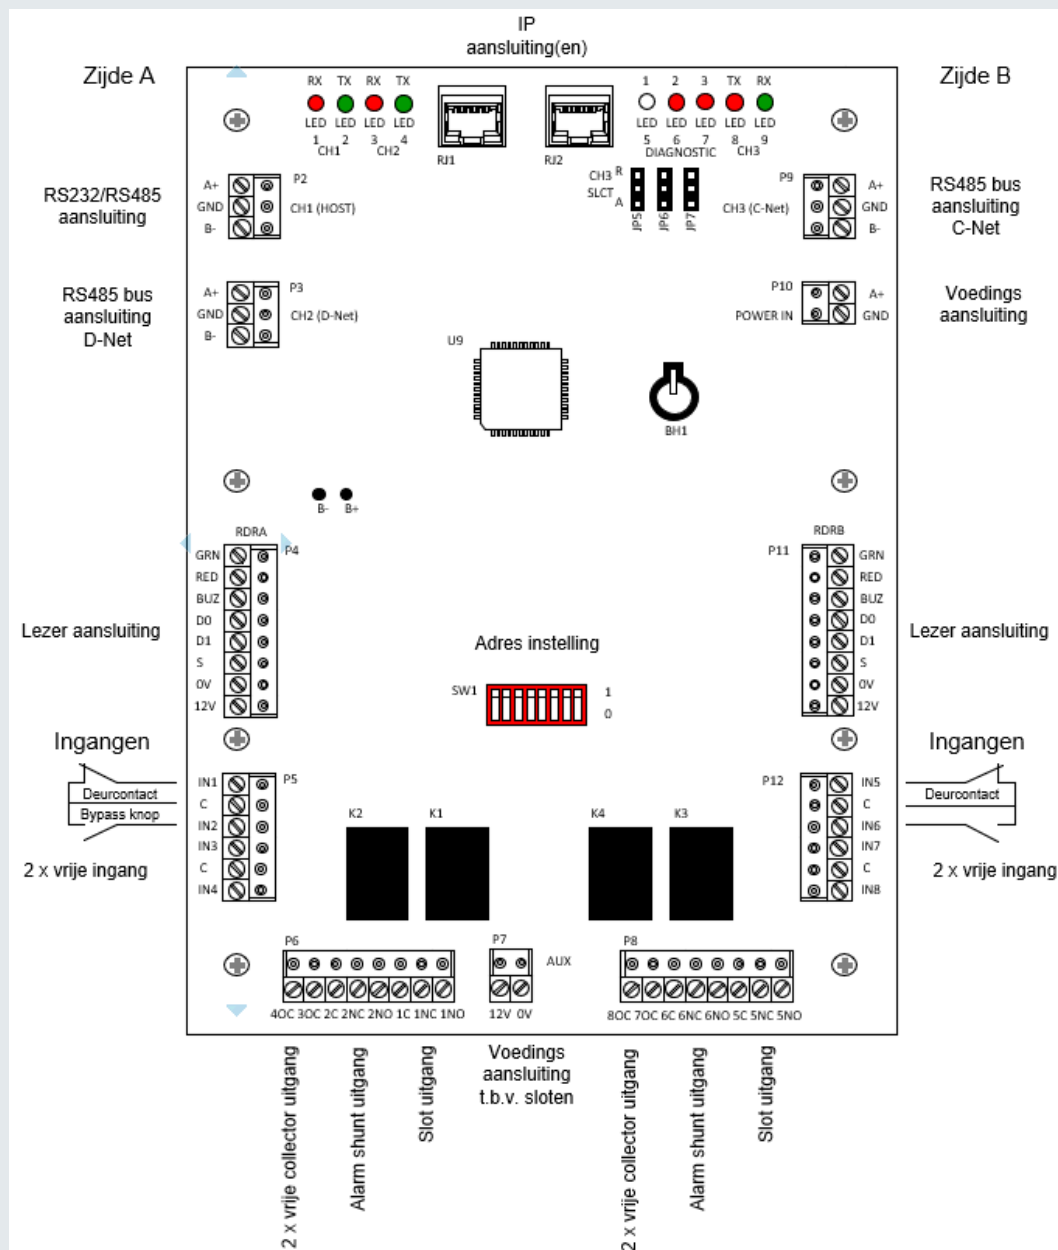 IP
aansluiting(en)
Zijde A
Zijde B
RX TX RX TX
LED LED LED LED
1 2 3 4
CH1 CH2
RJ1
RJ2
1 2 3 TX RX
LED LED LED LED LED
5 6 7 8 9
DIAGNOSTIC CH3
CH3 R
SLCT
A
JP5 JP6 JP7
RS232/RS485
aansluiting
A+
GND
B-
P2
CH1 (HOST)
P9
CH3 (C-Net)
A+
GND
B-
RS485 bus
aansluiting
C-Net
RS485 bus
aansluiting
D-Net
A+
GND
B-
P3
CH2 (D-Net)
P10
POWER IN
A+
GND
Voedings
aansluiting
U9
BH1
B- B+
RDRA
P4
GRN
RED
BUZ
D0
D1
S
0V
12V
Lezer aansluiting
RDRB
P11
GRN
RED
BUZ
D0
D1
S
0V
12V
Lezer aansluiting
Adres instelling
SW1
1
0
Ingangen
Deurcontact
Bypass knop
2 x vrije ingang
IN1
C
IN2
IN3
C
IN4
P5
K2
K1
K4
K3
P12
IN5
C
IN6
IN7
C
IN8
Ingangen
Deurcontact
2 x vrije ingang
P6
4OC 3OC 2C 2NC 2NO 1C 1NC 1NO
P7
AUX
12V 0V
P8
8OC 7OC 6C 6NC 6NO 5C 5NC 5NO
2 x vrije collector uitgang
Alarm shunt uitgang
Slot uitgang
Voedings
aansluiting
t.b.v. sloten
2 x vrije collector uitgang
Alarm shunt uitgang
Slot uitgang